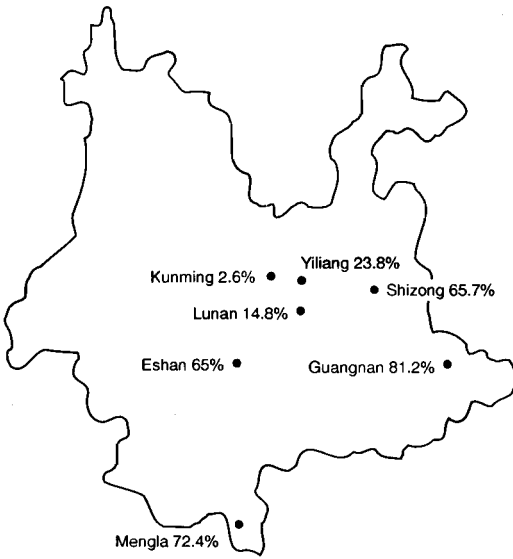 Yiliang 23.8%
Kunming 2.6%
Shizong 65.7%
Lunan 14.8%
Eshan 65%
Guangnan 81.2%
Mengla 72.4%